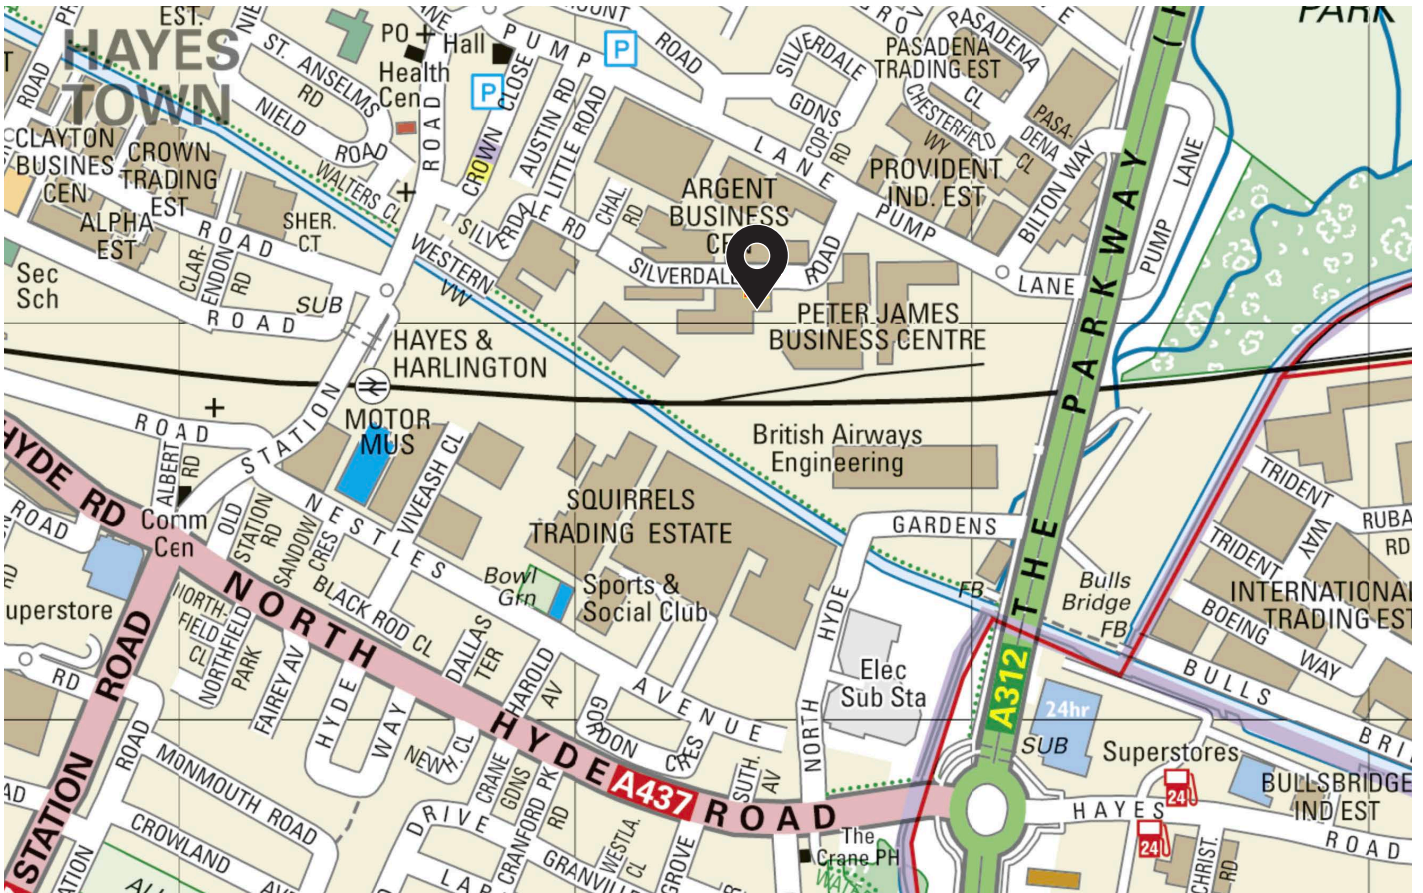 EST.
PO
Hall
HAYES
TOWN
ST. ANSELMS
RD
Health
Cen
ROAD
P
P
PUMP
CLOSE
CROWN
AUSTIN RD
LITTLE ROAD
ROAD
SILVERDALE
GDNS
COP.
RD
PASADENA
TRADING EST
PASADENA
CL
CHESTERFIELD
WY
PASA-
DENA
CL
PARK
NIELD
ROAD
ROAD
CLAYTON
BUSINES
CEN
CROWN
TRADING
EST
WALTERS CL
ALPHA
EST
ROAD
SHER.
CT
CLAR-
ENDON
RD
SUB
ROAD
Sec
Sch
SILVERDALE RD
CHAL.
RD
ARGENT
BUSINESS
LANE
PROVIDENT
IND. EST
BILTON WAY
PUMP
LANE
PUMP
LANE
WESTERN
VW
SILVERDALE
ROAD
PETER JAMES
BUSINESS CENTRE
THE PARKWAY
HAYES &
HARLINGTON
MOTOR
MUS
STATION
ROAD
ALBERT
RD
HYDE RD
ROAD
Comm
Cen
OLD
STATION
RD
SANDOW
CRES
NESTLES
VIVEASH CL
British Airways
Engineering
SQUIRRELS
TRADING ESTATE
GARDENS
TRIDENT
WAY
TRIDENT
RD
INTERNATIONAL
TRADING EST
BOEING
WAY
Bowl
Grn
Sports &
Social Club
FB
Bulls
Bridge
FB
BULLS
NORTH
HYDE
Elec
Sub Sta
NORTH-
FIELD
CL
NORTHFIELD
PARK
BLACK ROD CL
NORTH
FAIREY AV
HYDE
WAY
DALLAS
TER
HAROLD
AV
AVENUE
GORDON
CRES
NEWH. CL
RD
ROAD
STATION
ROAD
MONMOUTH ROAD
CROWLAND
DRIVE
CRANE
GDNS
CRANFORD PK
RD
HYDE
A437
ROAD
SUTH.
AV
A312
24hr
SUB
Superstores
24
24
HAYES
ROAD
BULLSBRIDGE
IND EST
CHRIST.
RD
GROVE
WESTLA.
CL
The
Crane PH